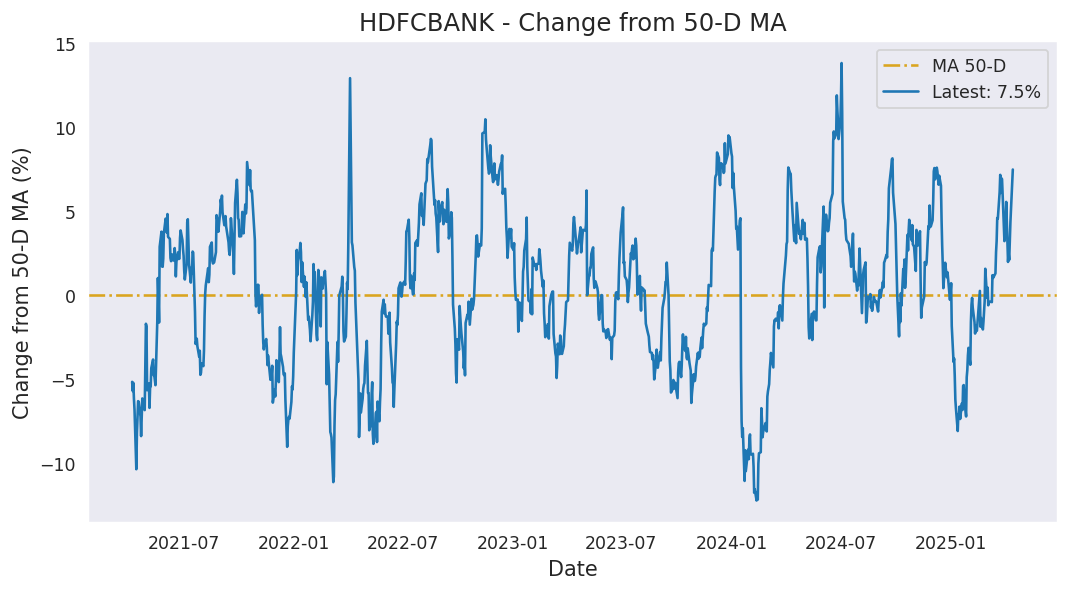 HDFCBANK - Change from 50-D MA
MA 50-D
Latest: 7.5%
Change from 50-D MA (%)
15
10
5
0
−5
−10
2021-07
2022-01
2022-07
2023-01
2023-07
2024-01
2024-07
2025-01
Date